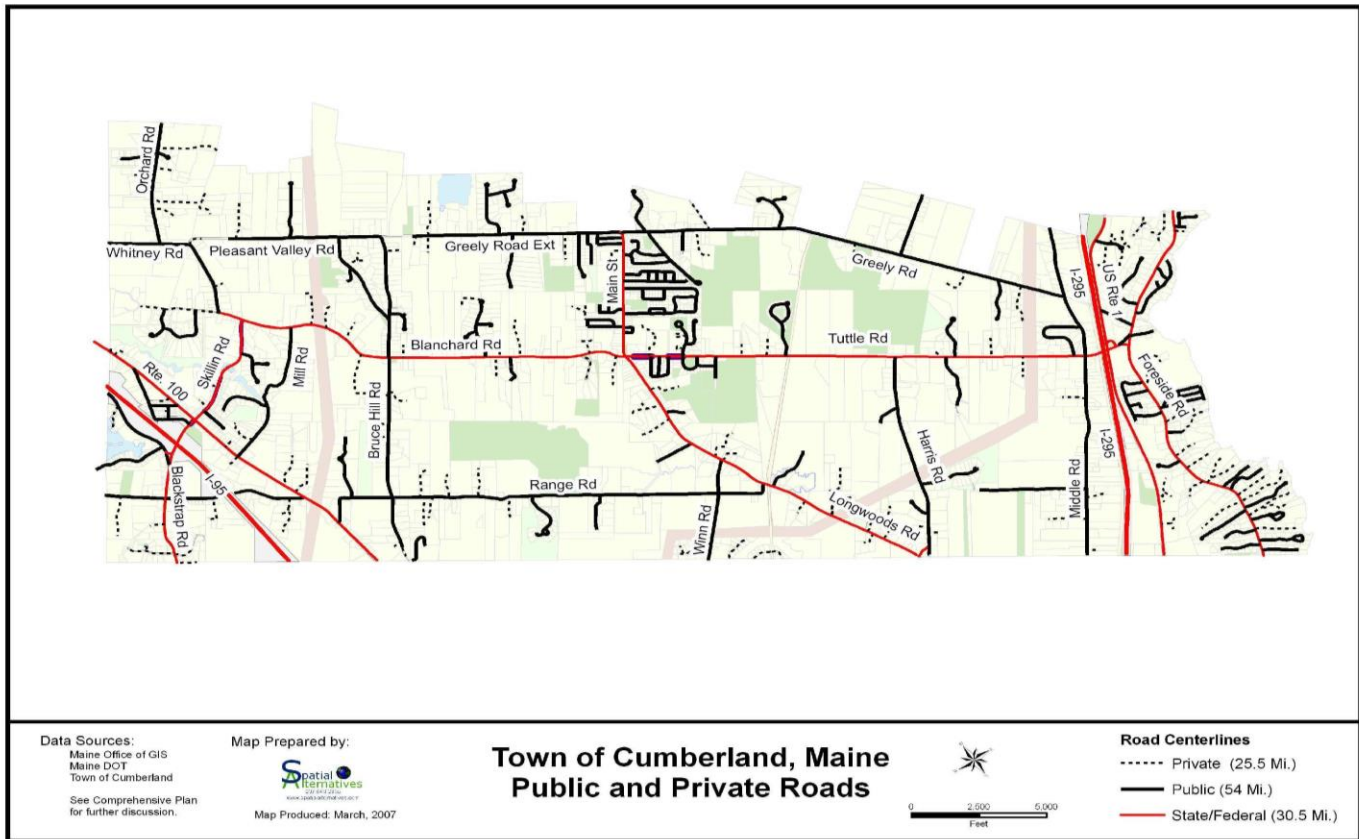 Orchard Rd
Whitney Rd
Pleasant Valley Rd
Greely Road Ext
Main St
Greely Rd
I-295
US Rte 1
Skillin Rd
Mill Rd
Rte. 100
Bruce Hill Rd
Blanchard Rd
Tuttle Rd
Foreside Rd
I-95
Blackstrap Rd
Range Rd
Winn Rd
Longwoods Rd
Harris Rd
Middle Rd
I-295
Data Sources:
Maine Office of GIS
Maine DOT
Town of Cumberland
See Comprehensive Plan
for further discussion.
Map Prepared by:
Spatial
Alternatives
Map Produced: March, 2007
Town of Cumberland, Maine
Public and Private Roads
0 2,500 5,000
Feet
Road Centerlines
Private (25.5 Mi.)
Public (54 Mi.)
State/Federal (30.5 Mi.)